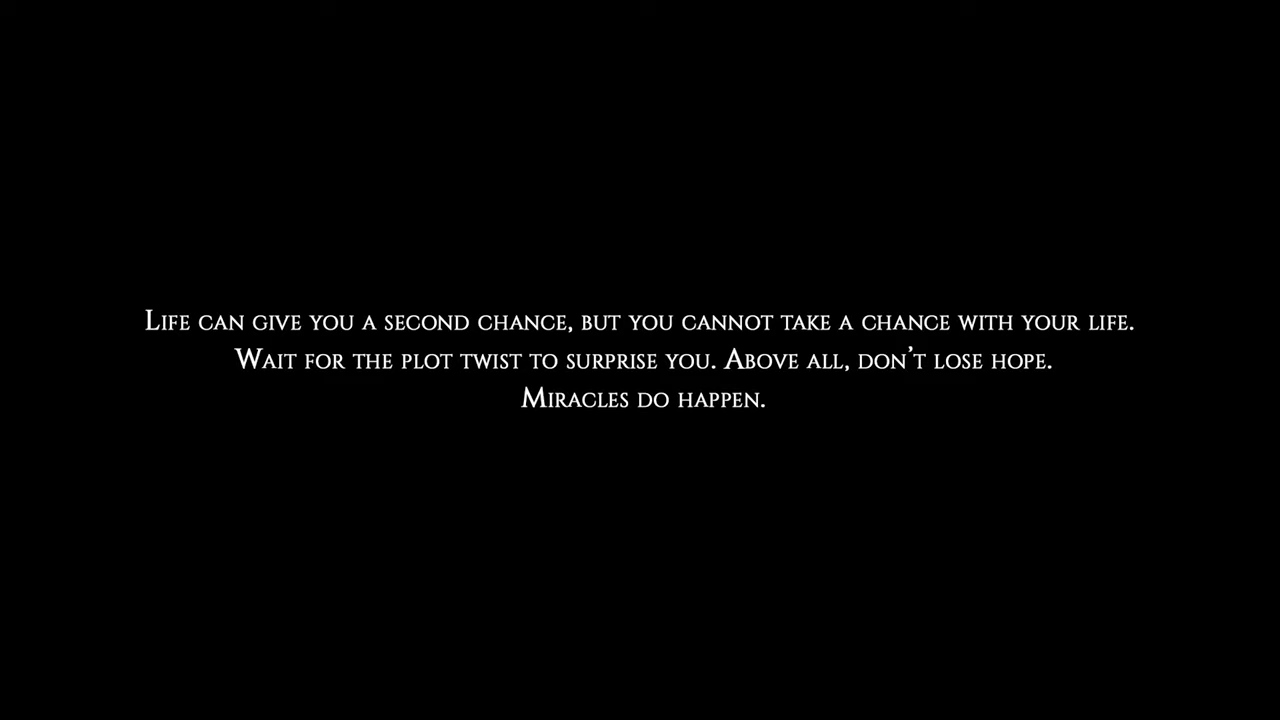 Life can give you a second chance, but you cannot take a chance with your life.
Wait for the plot twist to surprise you. Above all, don’t lose hope.
Miracles do happen.